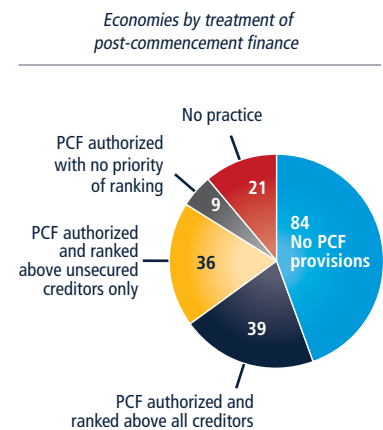 Economies by treatment of
post-commencement finance
No practice
21
PCF authorized
with no priority
of ranking
9
84
No PCF
provisions
PCF authorized
and ranked
above unsecured
creditors only
36
39
PCF authorized and
ranked above all creditors